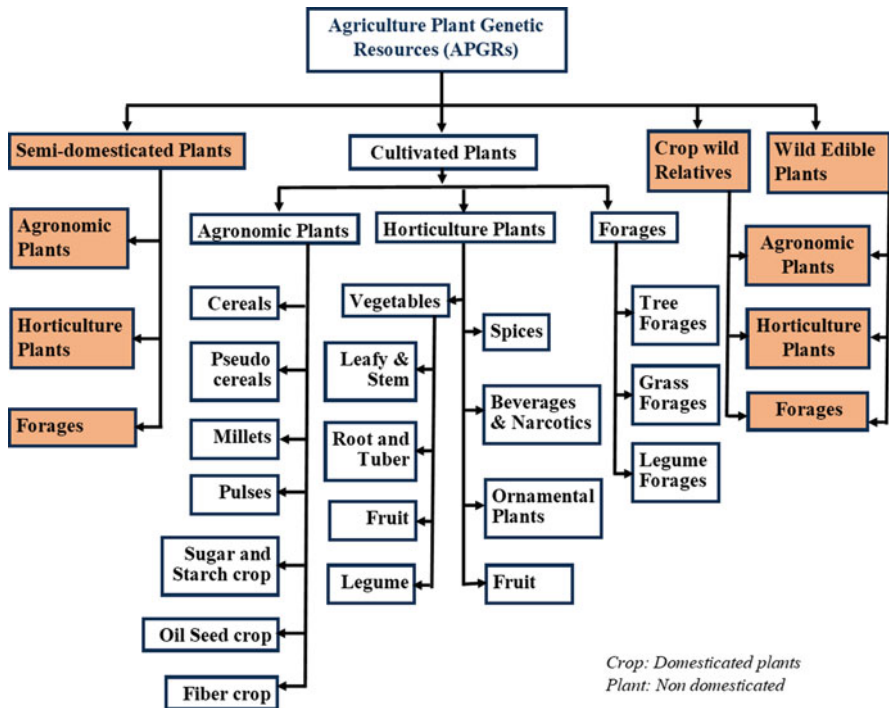 Agriculture Plant Genetic
Resources (APGRs)
Semi-domesticated Plants
Cultivated Plants
Crop wild
Relatives
Wild Edible
Plants
Agronomic
Plants
Horticulture
Plants
Forages
Agronomic Plants
Horticulture Plants
Forages
Cereals
Pseudo
cereals
Millets
Pulses
Sugar and
Starch crop
Oil Seed crop
Fiber crop
Vegetables
Leafy &
Stem
Root and
Tuber
Fruit
Legume
Spices
Beverages
& Narcotics
Ornamental
Plants
Fruit
Tree
Forages
Grass
Forages
Legume
Forages
Agronomic
Plants
Horticulture
Plants
Forages
Crop: Domesticated plants
Plant: Non domesticated